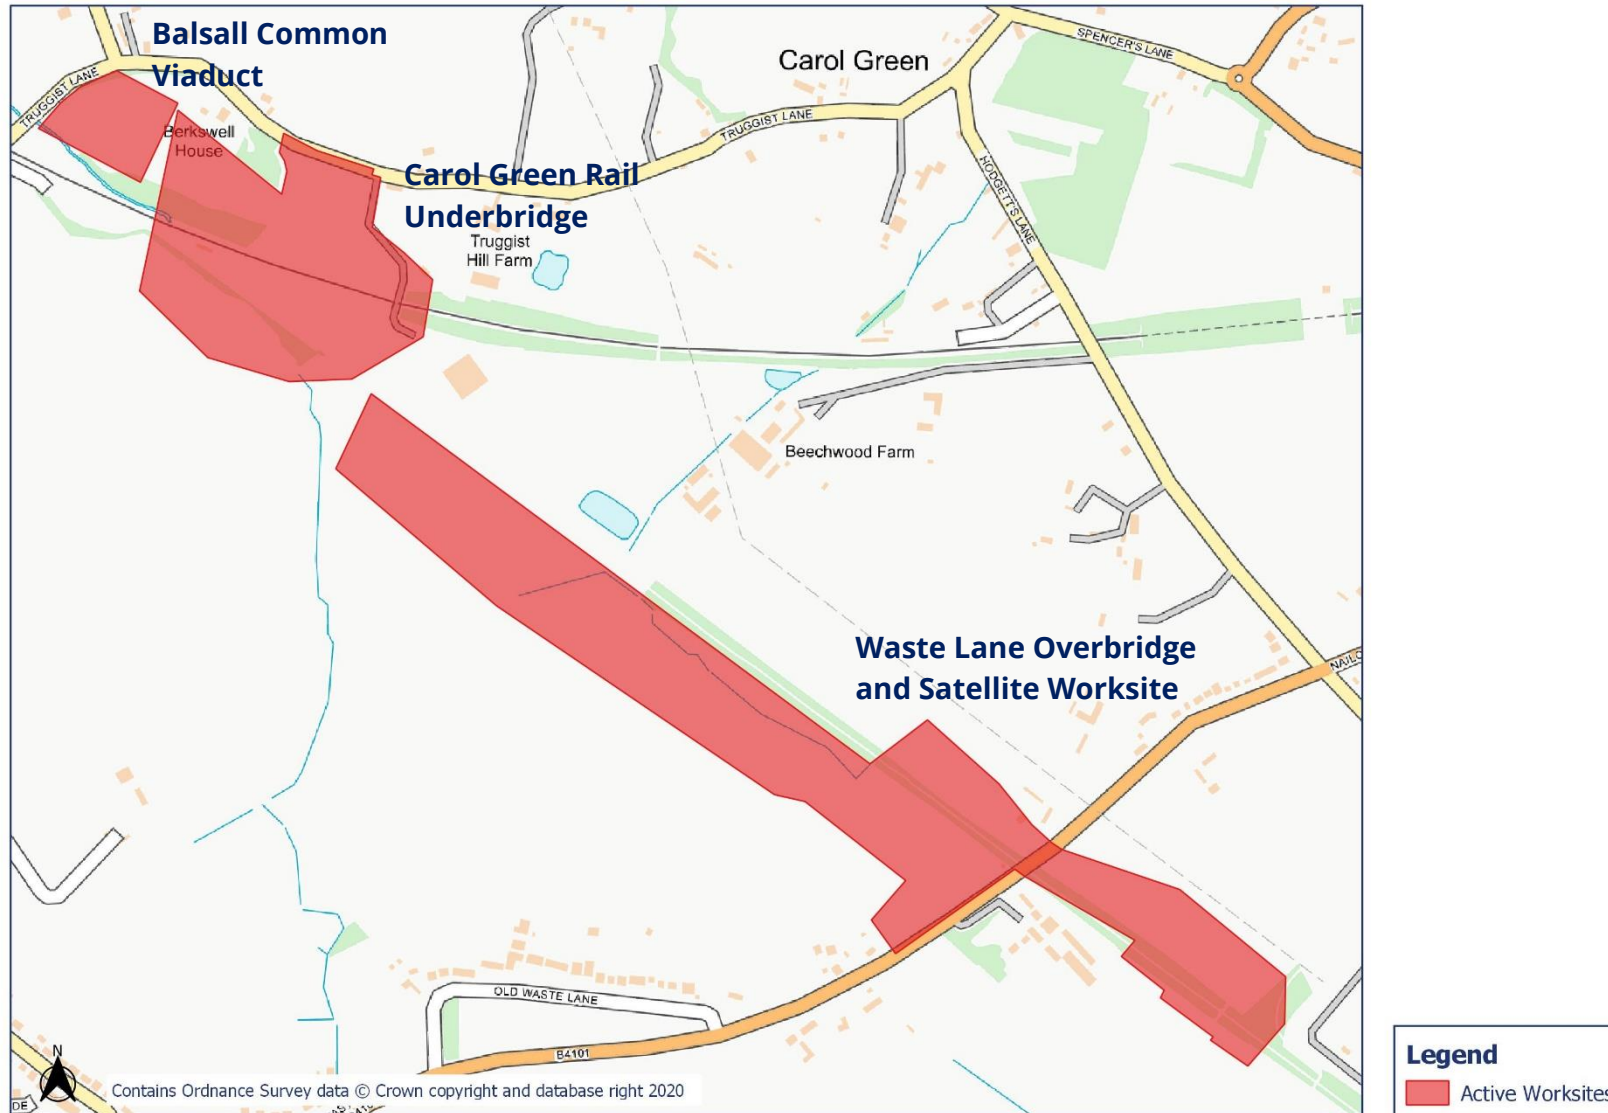 Balsall Common
Viaduct
TRUGGIST LANE
Berkswell
House
Carol Green
SPENCER'S LANE
TRUGGIST LANE
Carol Green Rail
Underbridge
HODGETT'S LANE
Truggist
Hill Farm
Beechwood Farm
Waste Lane Overbridge
and Satellite Worksite
OLD WASTE LANE
B4101
N
Contains Ordnance Survey data © Crown copyright and database right 2020
DE
Legend
Active Worksites